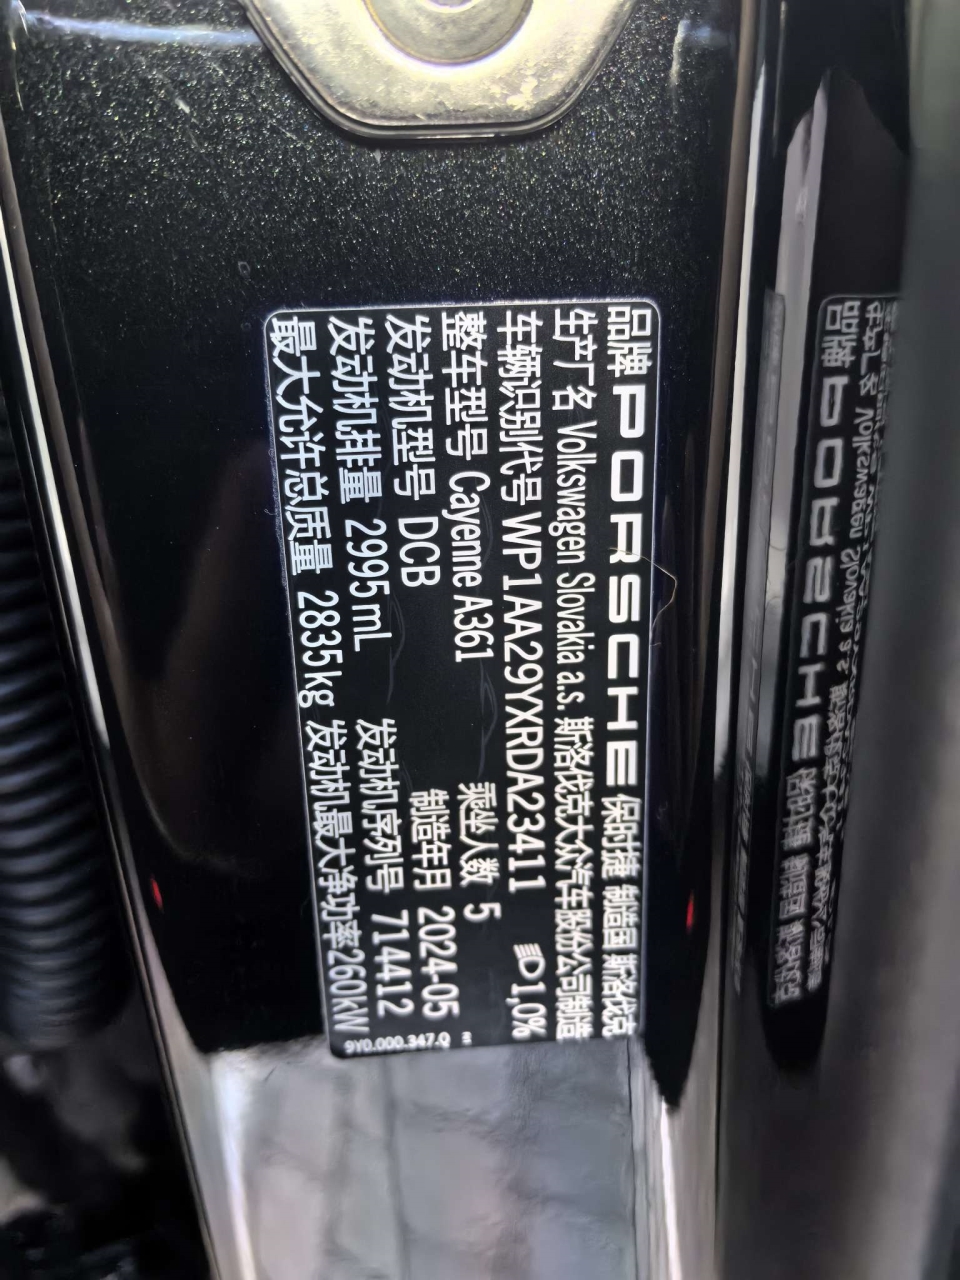 品牌 PORSCHE 保时捷 制造国 斯洛伐克
生产厂名 Volkswagen Slovakia a.s. 斯洛伐克大众汽车股份公司制造
车辆识别代号 WP1AA29YXRDA23411 1,0%
整车型号 Cayenne A361 乘坐人数 5
发动机型号 DCB 制造年月 2024-05
发动机排量 2995mL 发动机序列号 714412
最大允许总质量 2835kg 发动机最大净功率260kW
9Y0.000.347.Q